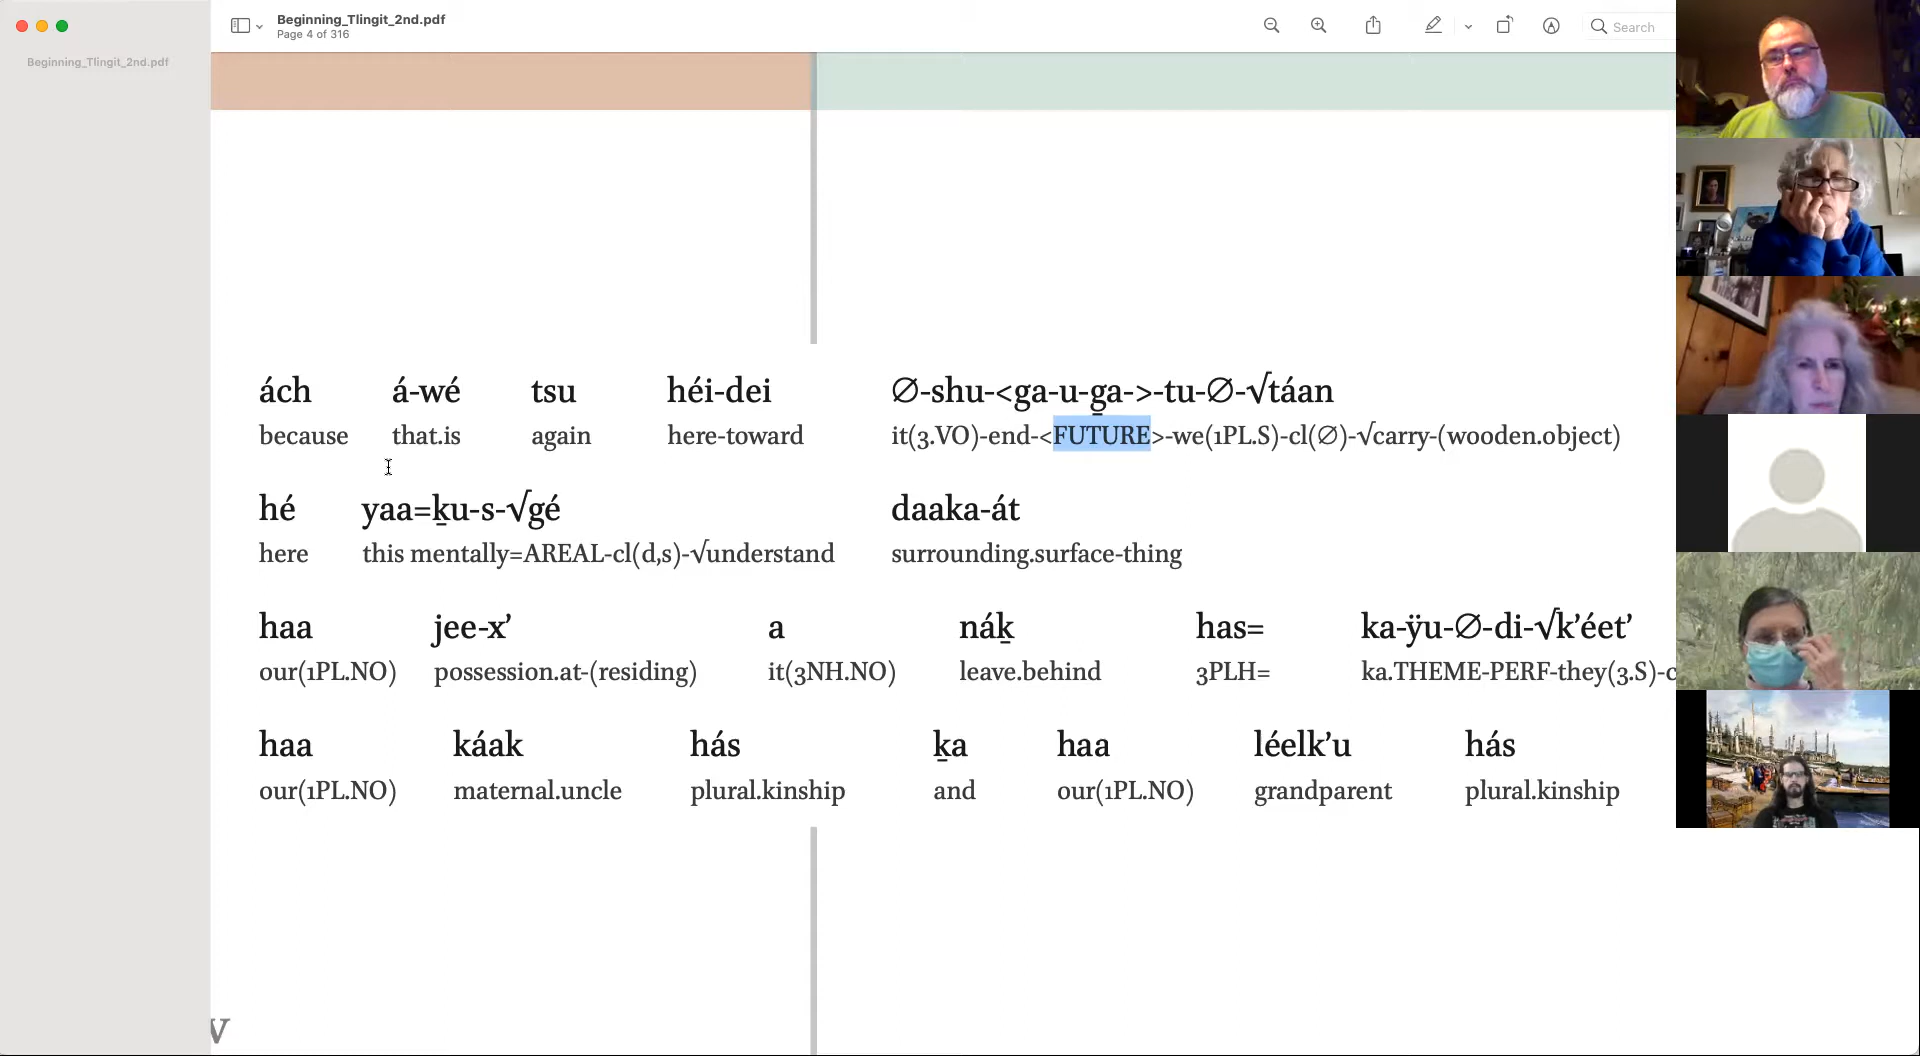 Beginning_Tlingit_2nd.pdf
Page 4 of 316
Search
Beginning_Tlingit_2nd.pdf
ách á-wé tsu héi-dei ∅-shu-<ga-u-g̱a->-tu-∅-√táan
because that.is again here-toward it(3.VO)-end-<FUTURE>-we(1PL.S)-cl(∅)-√carry-(wooden.object)
hé yaa=ḵu-s-√gé daaka-át
here this mentally=AREAL-cl(d,s)-√understand surrounding.surface-thing
haa jee-x’ a náḵ has= ka-ÿu-∅-di-√k’éet’
our(1PL.NO) possession.at-(residing) it(3NH.NO) leave.behind 3PLH= ka.THEME-PERF-they(3.S)-c
haa káak hás ḵa haa léelk’u hás
our(1PL.NO) maternal.uncle plural.kinship and our(1PL.NO) grandparent plural.kinship